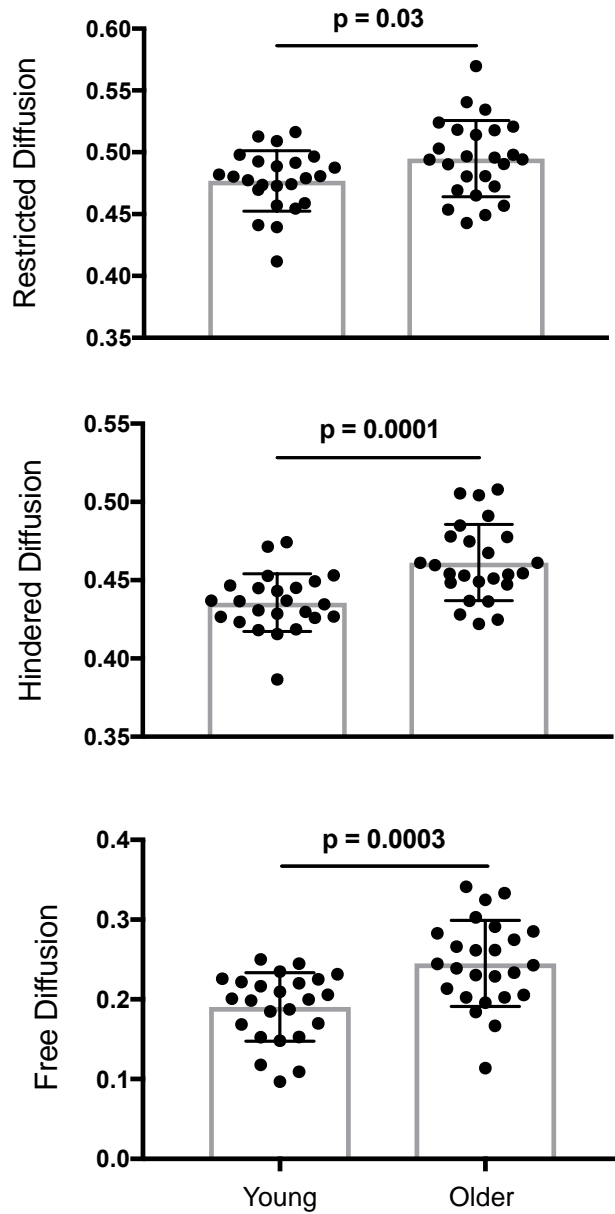 p = 0.03
Restricted Diffusion
0.60
0.55
0.50
0.45
0.40
0.35
p = 0.0001
Hindered Diffusion
0.55
0.50
0.45
0.40
0.35
p = 0.0003
Free Diffusion
0.4
0.3
0.2
0.1
0.0
Young Older